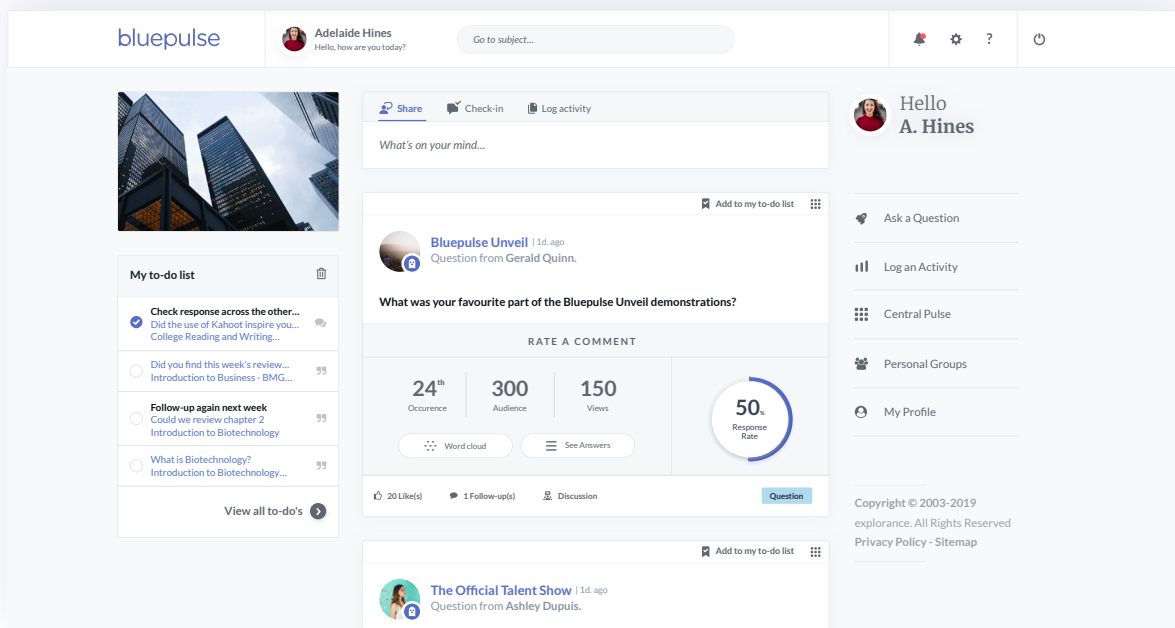 bluepulse
Adelaide Hines
Hello, how are you today?
Go to subject...
?
My to-do list
Check response across the other...
Did the use of Kahoot inspire you...
College Reading and Writing...
Did you find this week's review...
Introduction to Business - BMG...
Follow-up again next week
Could we review chapter 2
Introduction to Biotechnology
What is Biotechnology?
Introduction to Biotechnology...
View all to-do's
Share Check-in Log activity
What's on your mind...
Add to my to-do list
Bluepulse Unveil | 1d. ago
Question from Gerald Quinn.
What was your favourite part of the Bluepulse Unveil demonstrations?
RATE A COMMENT
24th 300 150
Occurence Audience Views
Word cloud See Answers
50%
Response
Rate
20 Like(s) 1 Follow-up(s) Discussion Question
Add to my to-do list
The Official Talent Show | 1d. ago
Question from Ashley Dupuis.
Hello
A. Hines
Ask a Question
Log an Activity
Central Pulse
Personal Groups
My Profile
Copyright © 2003-2019
explorance. All Rights Reserved
Privacy Policy - Sitemap